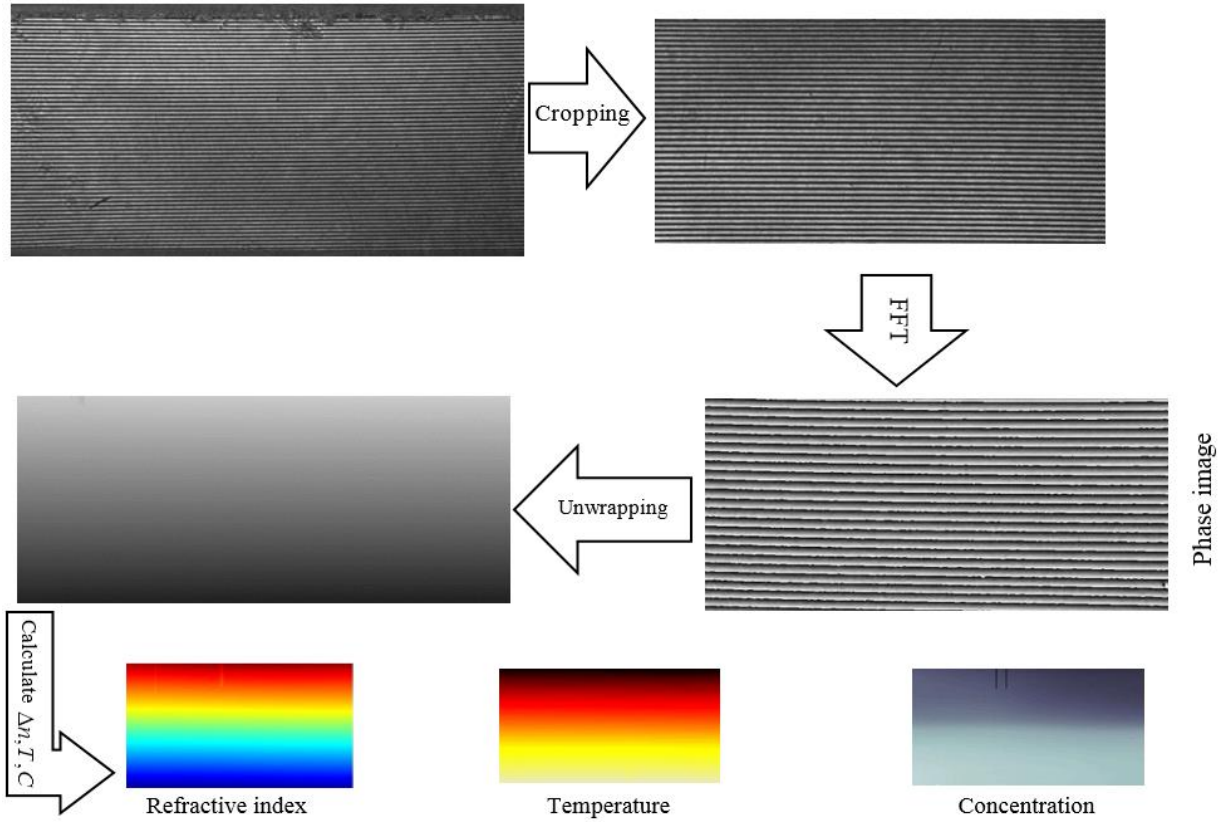 Cropping
FFT
Phase image
Unwrapping
Calculate Δn,T,C
Refractive index
Temperature
Concentration